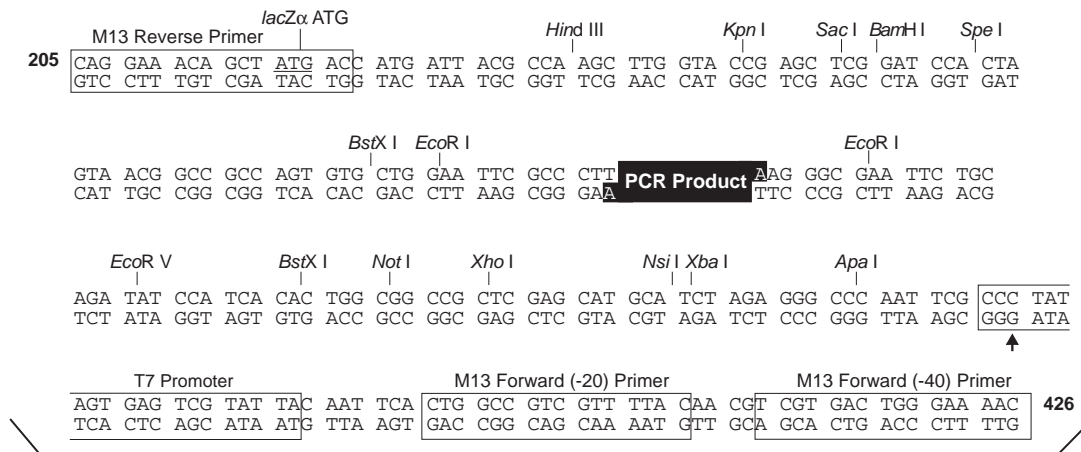 lacZα ATG
M13 Reverse Primer
Hind III Kpn I Sac I BamH I Spe I
205 CAG GAA ACA GCT ATG ACC ATG ATT ACG CCA AGC TTG GTA CCG AGC TCG GAT CCA CTA
GTC CTT TGT CGA TAC TGG TAC TAA TGC GGT TCG AAC CAT GGC TCG AGC CTA GGT GAT
BstX I EcoR I EcoR I
GTA ACG GCC GCC AGT GTG CTG GAA TTC GCC CTT PCR Product AAG GGC GAA TTC TGC
CAT TGC CGG CGG TCA CAC GAC CTT AAG CGG GAA TTC CCG CTT AAG ACG
EcoR V BstX I Not I Xho I Nsi I Xba I Apa I
AGA TAT CCA TCA CAC TGG CGG CCG CTC GAG CAT GCA TCT AGA GGG CCC AAT TCG CCC TAT
TCT ATA GGT AGT GTG ACC GCC GGC GAG CTC GTA CGT AGA TCT CCC GGG TTA AGC GGG ATA
T7 Promoter M13 Forward (-20) Primer M13 Forward (-40) Primer
AGT GAG TCG TAT TAC AAT TCA CTG GCC GTC GTT TTA CAA CGT CGT GAC TGG GAA AAC 426
TCA CTC AGC ATA ATG TTA AGT GAC CGG CAG CAA AAT GTT GCA GCA CTG ACC CTT TTG